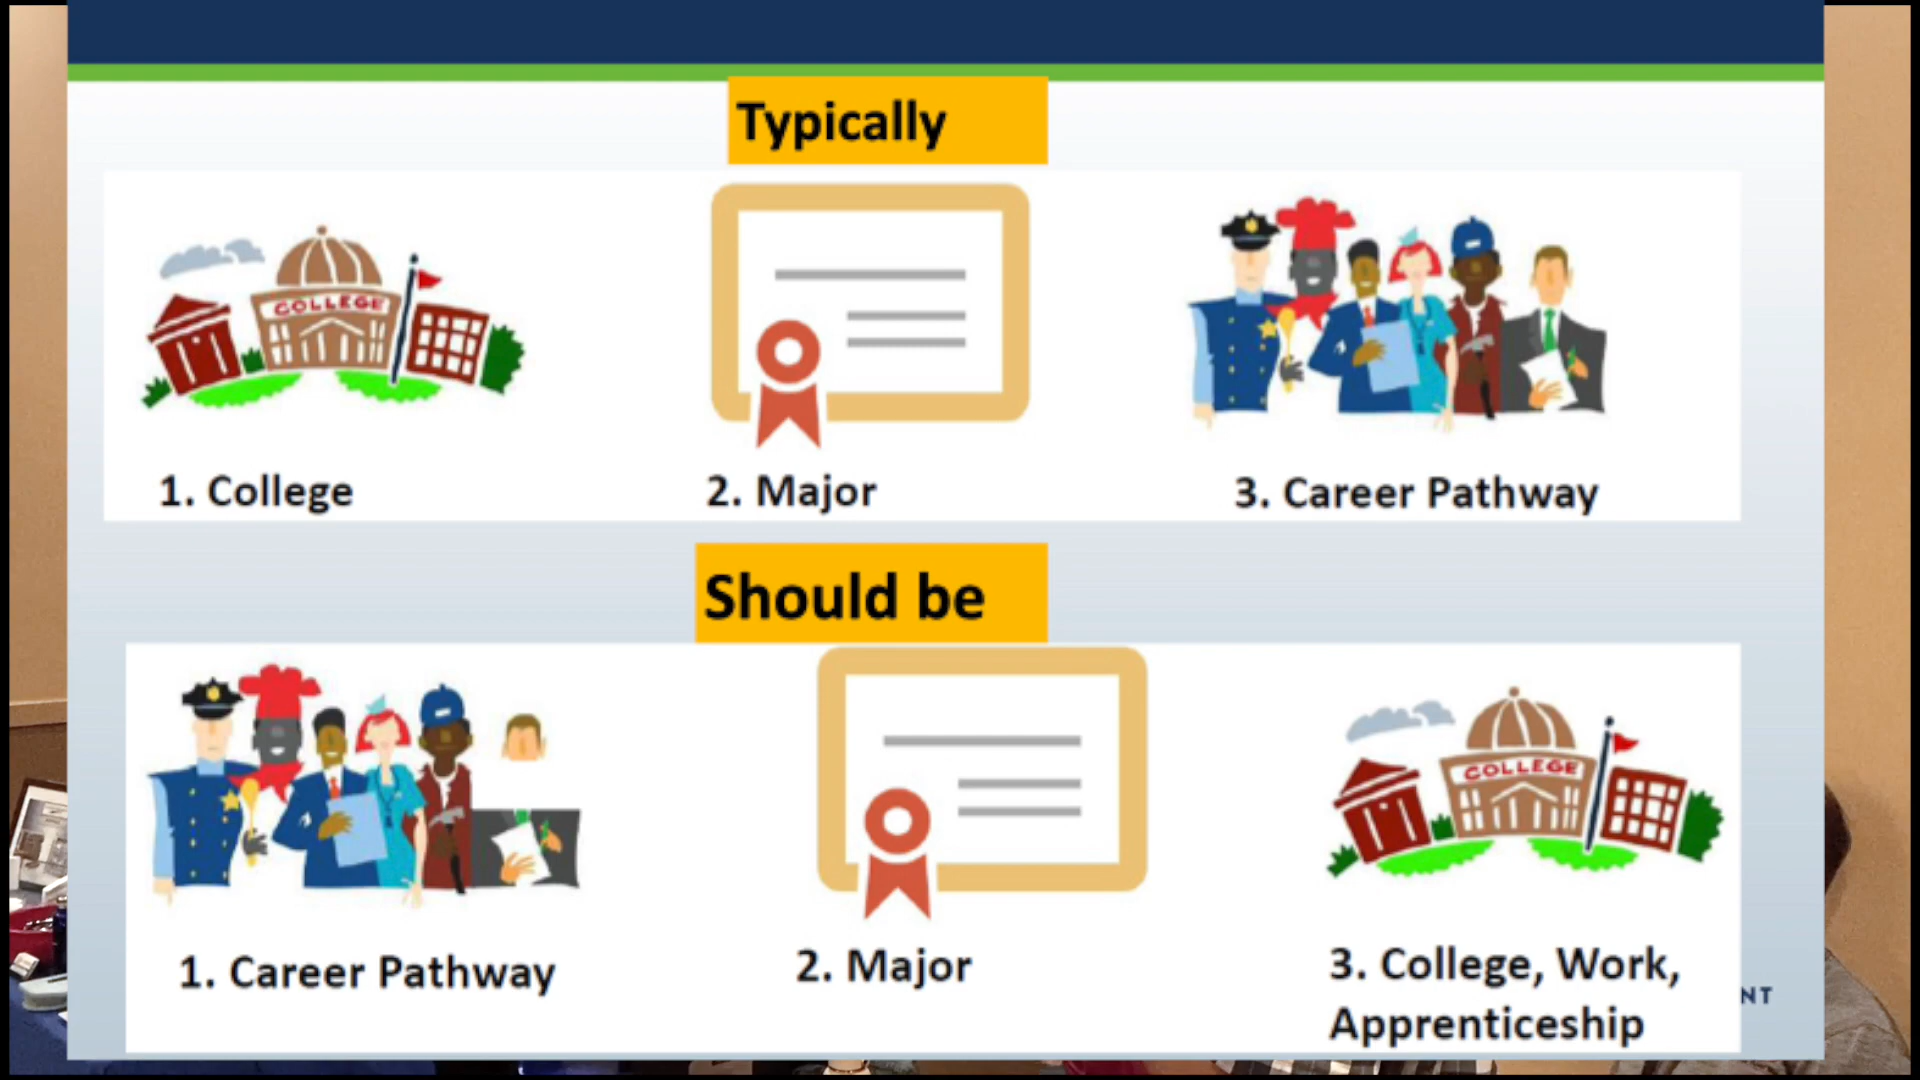 Typically
COLLEGE
1. College
2. Major
3. Career Pathway
Should be
COLLEGE
1. Career Pathway
2. Major
3. College, Work,
Apprenticeship
NT